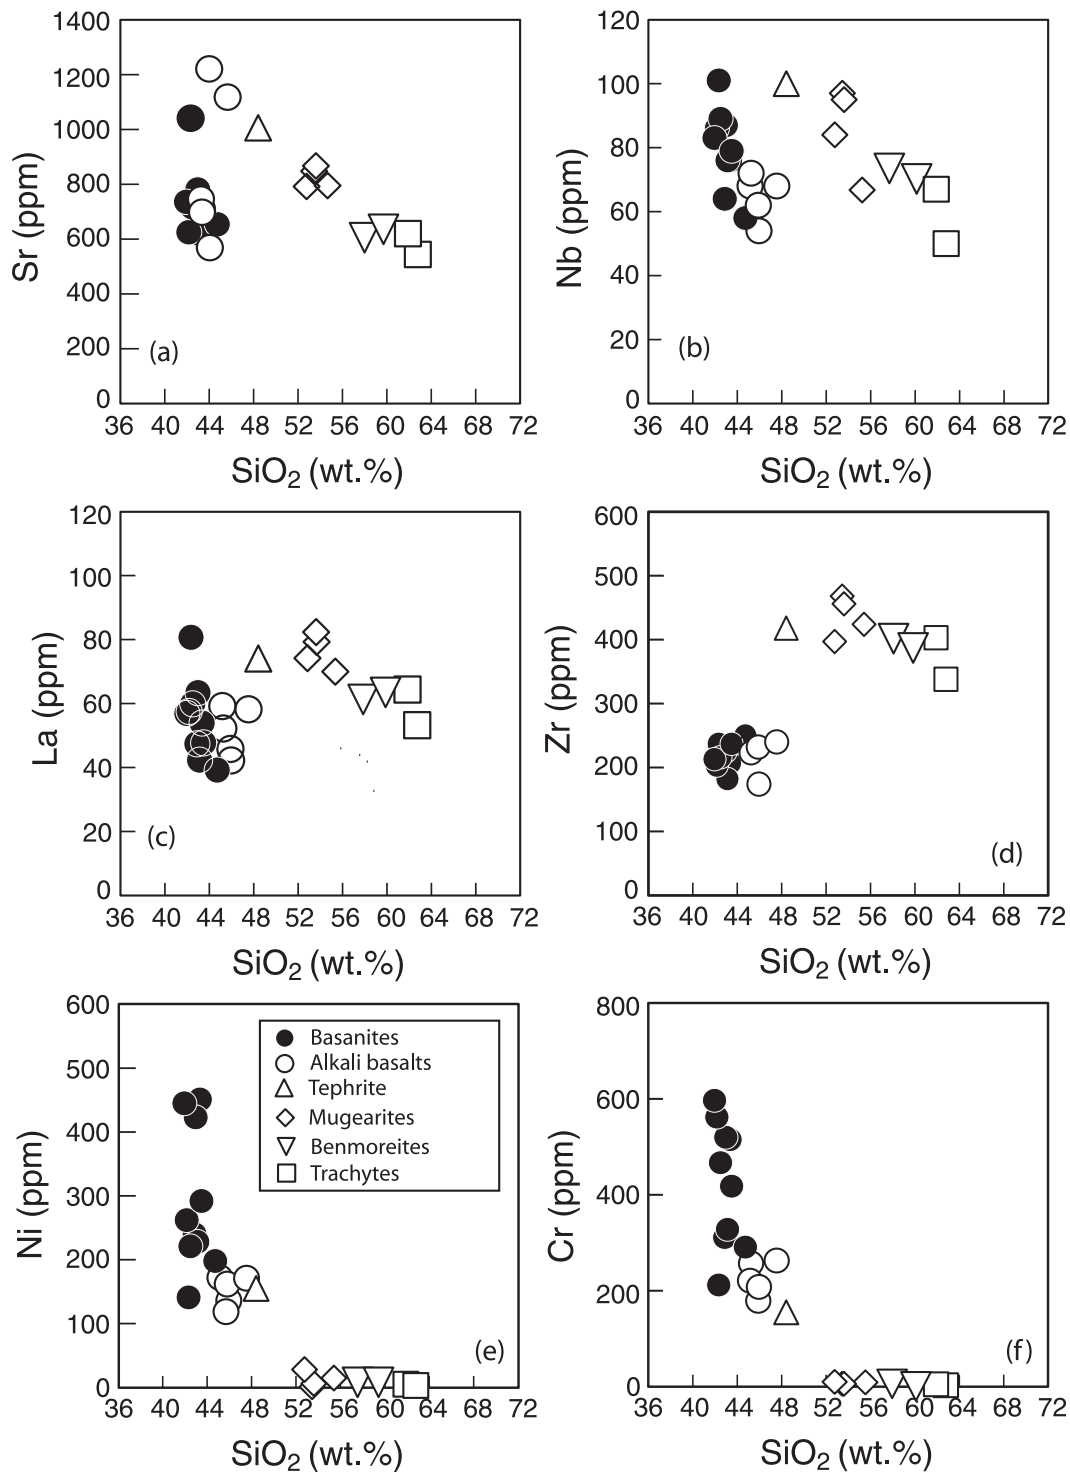 1400
1200
1000
800
600
400
200
0
Sr (ppm)
(a)
36 40 44 48 52 56 60 64 68 72
SiO₂ (wt.%)
120
100
80
60
40
20
0
Nb (ppm)
(b)
36 40 44 48 52 56 60 64 68 72
SiO₂ (wt.%)
120
100
80
60
40
20
0
La (ppm)
(c)
36 40 44 48 52 56 60 64 68 72
SiO₂ (wt.%)
600
500
400
300
200
100
0
Zr (ppm)
(d)
36 40 44 48 52 56 60 64 68 72
SiO₂ (wt.%)
600
500
400
300
200
100
0
Ni (ppm)
Basanites
Alkali basalts
Tephrite
Mugearites
Benmoreites
Trachytes
(e)
36 40 44 48 52 56 60 64 68 72
SiO₂ (wt.%)
800
600
400
200
0
Cr (ppm)
(f)
36 40 44 48 52 56 60 64 68 72
SiO₂ (wt.%)